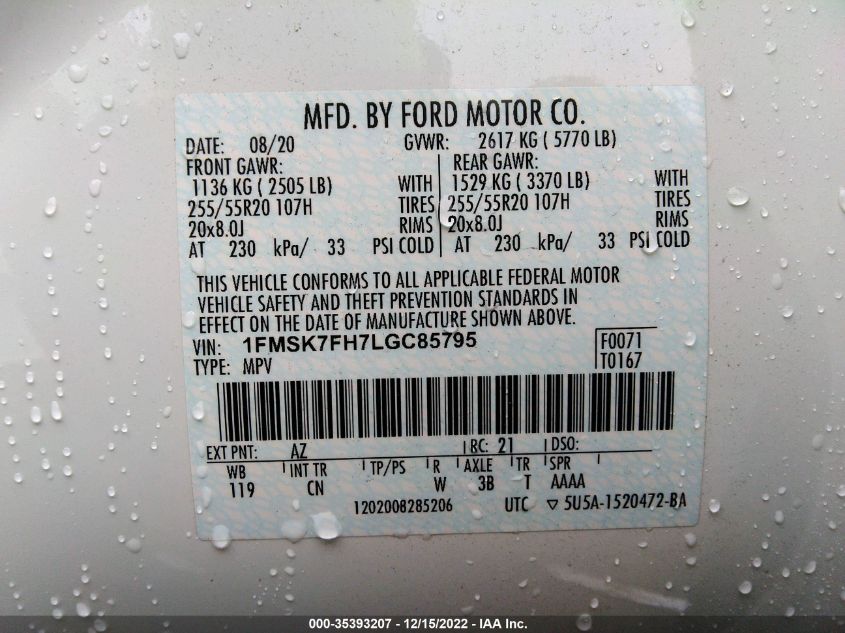 MFD. BY FORD MOTOR CO.
DATE: 08/20 GVWR: 2617 KG ( 5770 LB)
FRONT GAWR: REAR GAWR:
1136 KG ( 2505 LB) WITH 1529 KG ( 3370 LB) WITH
255/55R20 107H TIRES 255/55R20 107H TIRES
20x8.0J RIMS 20x8.0J RIMS
AT 230 kPa/ 33 PSI COLD AT 230 kPa/ 33 PSI COLD
THIS VEHICLE CONFORMS TO ALL APPLICABLE FEDERAL MOTOR
VEHICLE SAFETY AND THEFT PREVENTION STANDARDS IN
EFFECT ON THE DATE OF MANUFACTURE SHOWN ABOVE.
VIN: 1FMSK7FH7LGC85795 F0071
TYPE: MPV T0167
EXT PNT: AZ RC: 21 DSO:
WB INT TR TP/PS R AXLE TR SPR
119 CN W 3B T AAAA
1202008285206 UTC ▽ 5U5A-1520472-BA
000-35393207 - 12/15/2022 - IAA Inc.